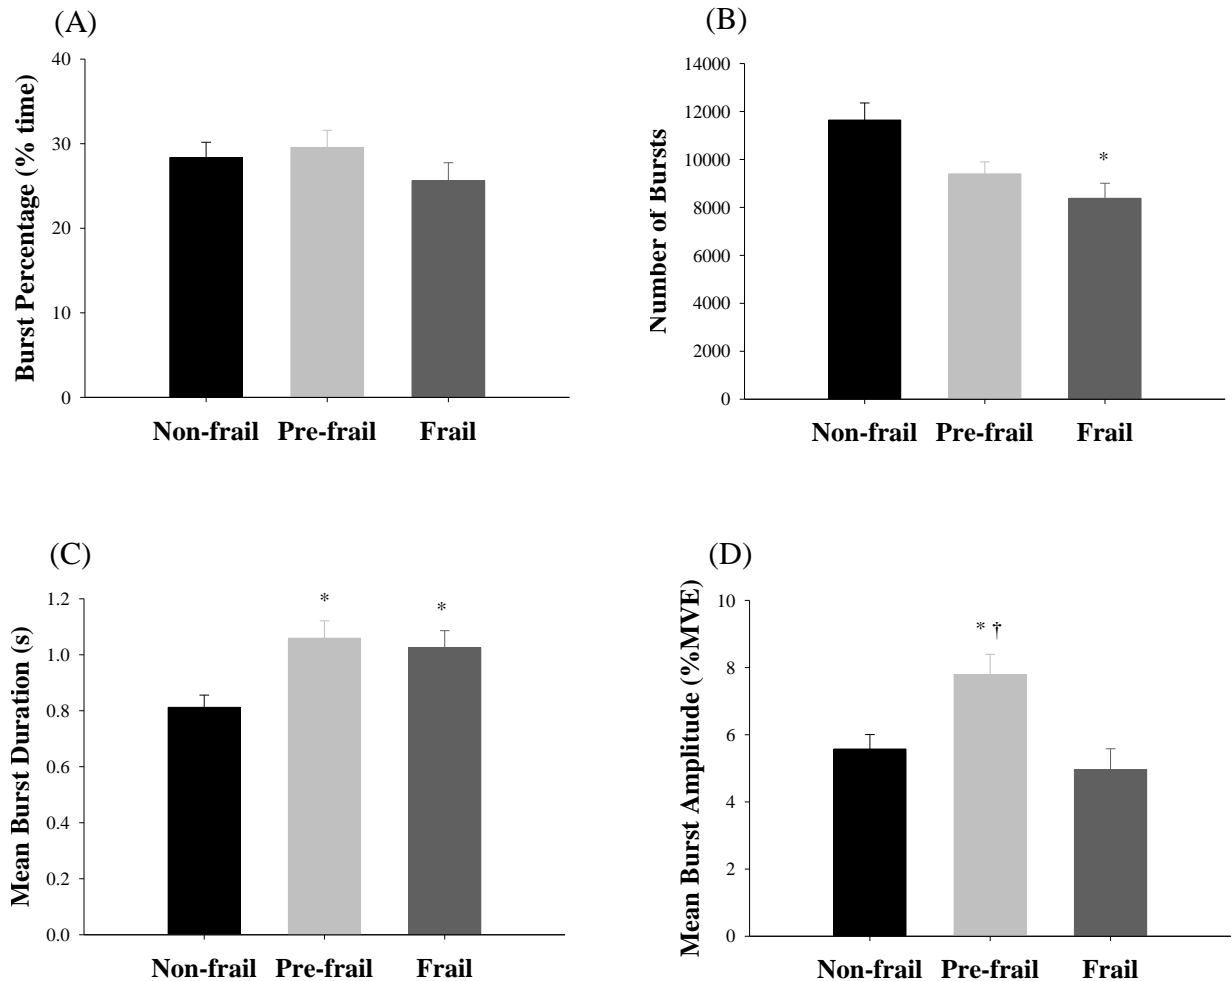 (A)
Burst Percentage (% time)
40
30
20
10
0
Non-frail Pre-frail Frail
(B)
Number of Bursts
14000
12000
10000
8000
6000
4000
2000
0
*
Non-frail Pre-frail Frail
(C)
Mean Burst Duration (s)
1.2
1.0
0.8
0.6
0.4
0.2
0.0
* *
Non-frail Pre-frail Frail
(D)
Mean Burst Amplitude (%MVE)
10
8
6
4
2
0
* †
Non-frail Pre-frail Frail